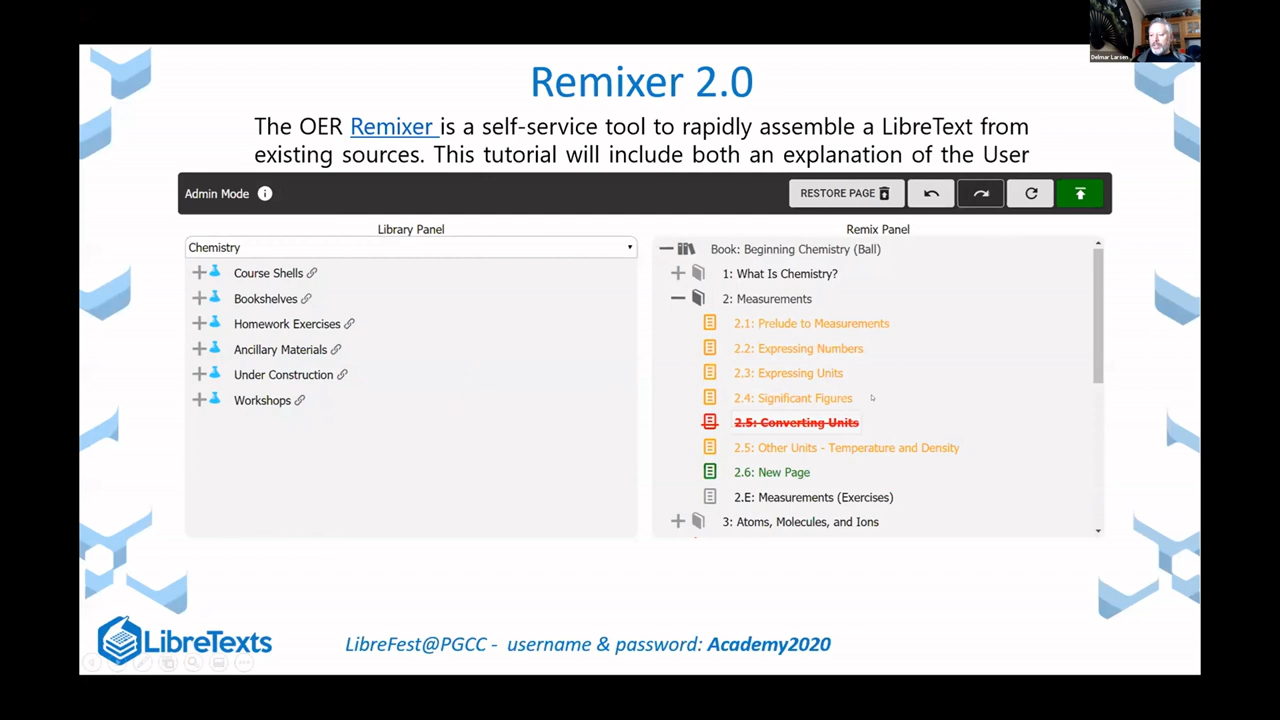 Delmar Larsen
Remixer 2.0
The OER Remixer is a self-service tool to rapidly assemble a LibreText from
existing sources. This tutorial will include both an explanation of the User
Admin Mode
RESTORE PAGE
Library Panel
Chemistry
Course Shells
Bookshelves
Homework Exercises
Ancillary Materials
Under Construction
Workshops
Remix Panel
Book: Beginning Chemistry (Ball)
1: What Is Chemistry?
2: Measurements
2.1: Prelude to Measurements
2.2: Expressing Numbers
2.3: Expressing Units
2.4: Significant Figures
2.5: Converting Units
2.5: Other Units - Temperature and Density
2.6: New Page
2.E: Measurements (Exercises)
3: Atoms, Molecules, and Ions
LibreTexts
LibreFest@PGCC - username & password: Academy2020